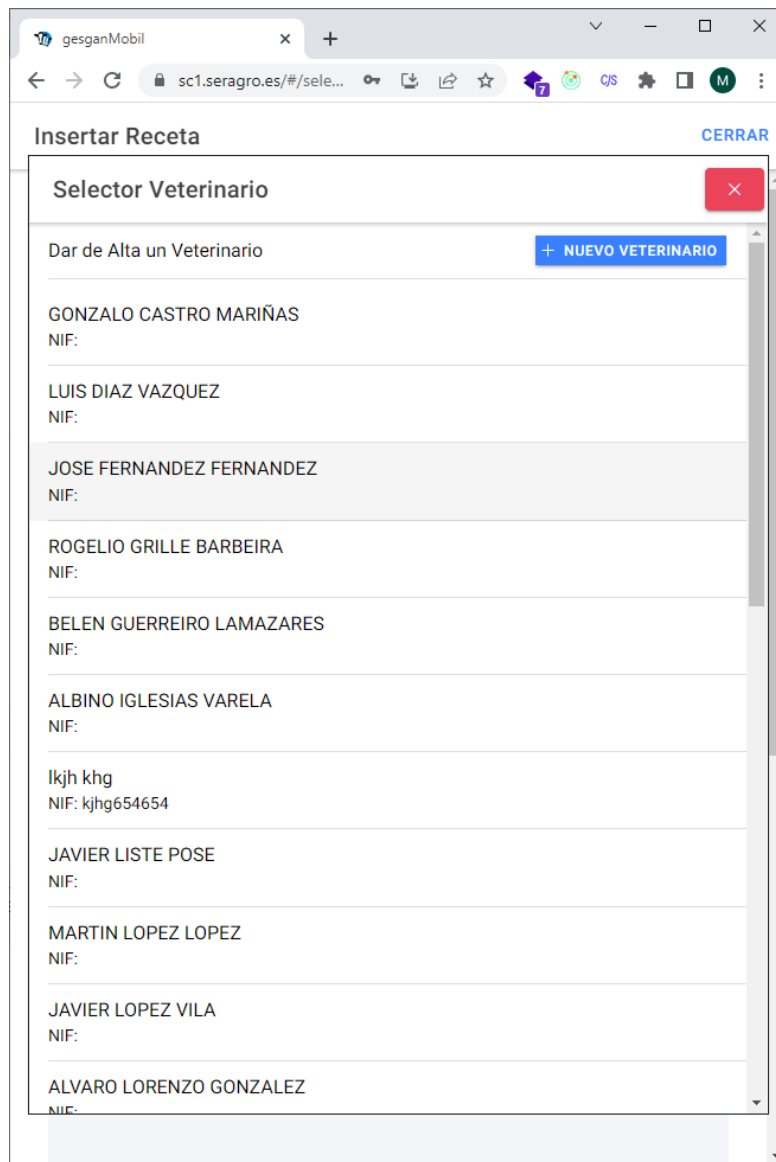 gesganMobil
sc1.seragro.es/#/sele...
7
C/S
M
Insertar Receta
CERRAR
Selector Veterinario
Dar de Alta un Veterinario
+ NUEVO VETERINARIO
GONZALO CASTRO MARIÑAS
NIF:
LUIS DIAZ VAZQUEZ
NIF:
JOSE FERNANDEZ FERNANDEZ
NIF:
ROGELIO GRILLE BARBEIRA
NIF:
BELEN GUERREIRO LAMAZARES
NIF:
ALBINO IGLESIAS VARELA
NIF:
lkjh khg
NIF: kjhg654654
JAVIER LISTE POSE
NIF:
MARTIN LOPEZ LOPEZ
NIF:
JAVIER LOPEZ VILA
NIF:
ALVARO LORENZO GONZALEZ
NIF: